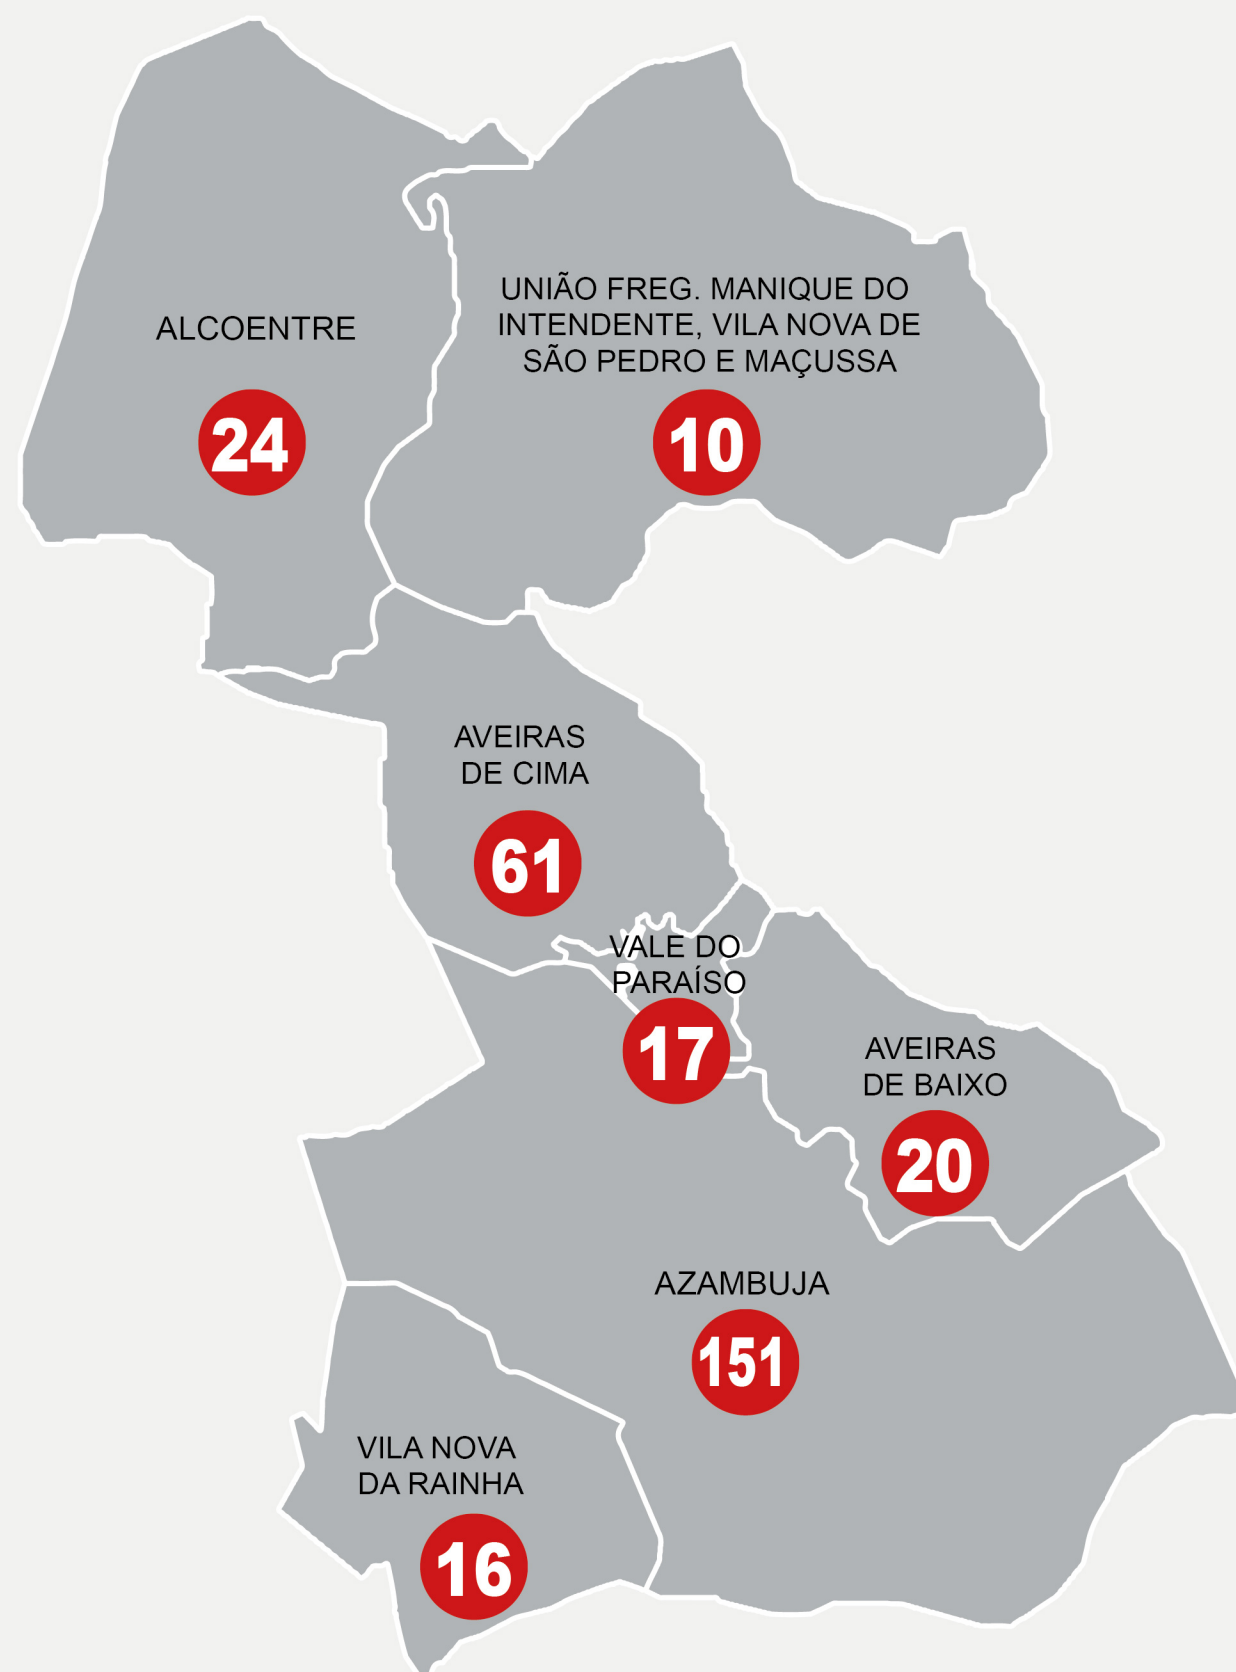 ALCOENTRE
24
UNIÃO FREG. MANIQUE DO
INTENDENTE, VILA NOVA DE
SÃO PEDRO E MAÇUSSA
10
AVEIRAS
DE CIMA
61
VALE DO
PARAÍSO
17
AVEIRAS
DE BAIXO
20
AZAMBUJA
151
VILA NOVA
DA RAINHA
16